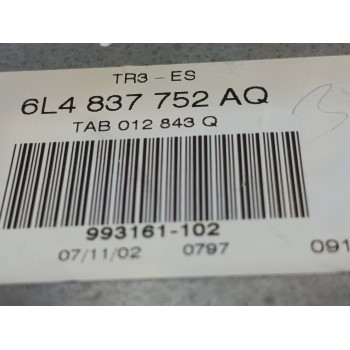 TR3 - ES
6L4 837 752 AQ
TAB 012 843 Q
993161-102
07/11/02 0797 091